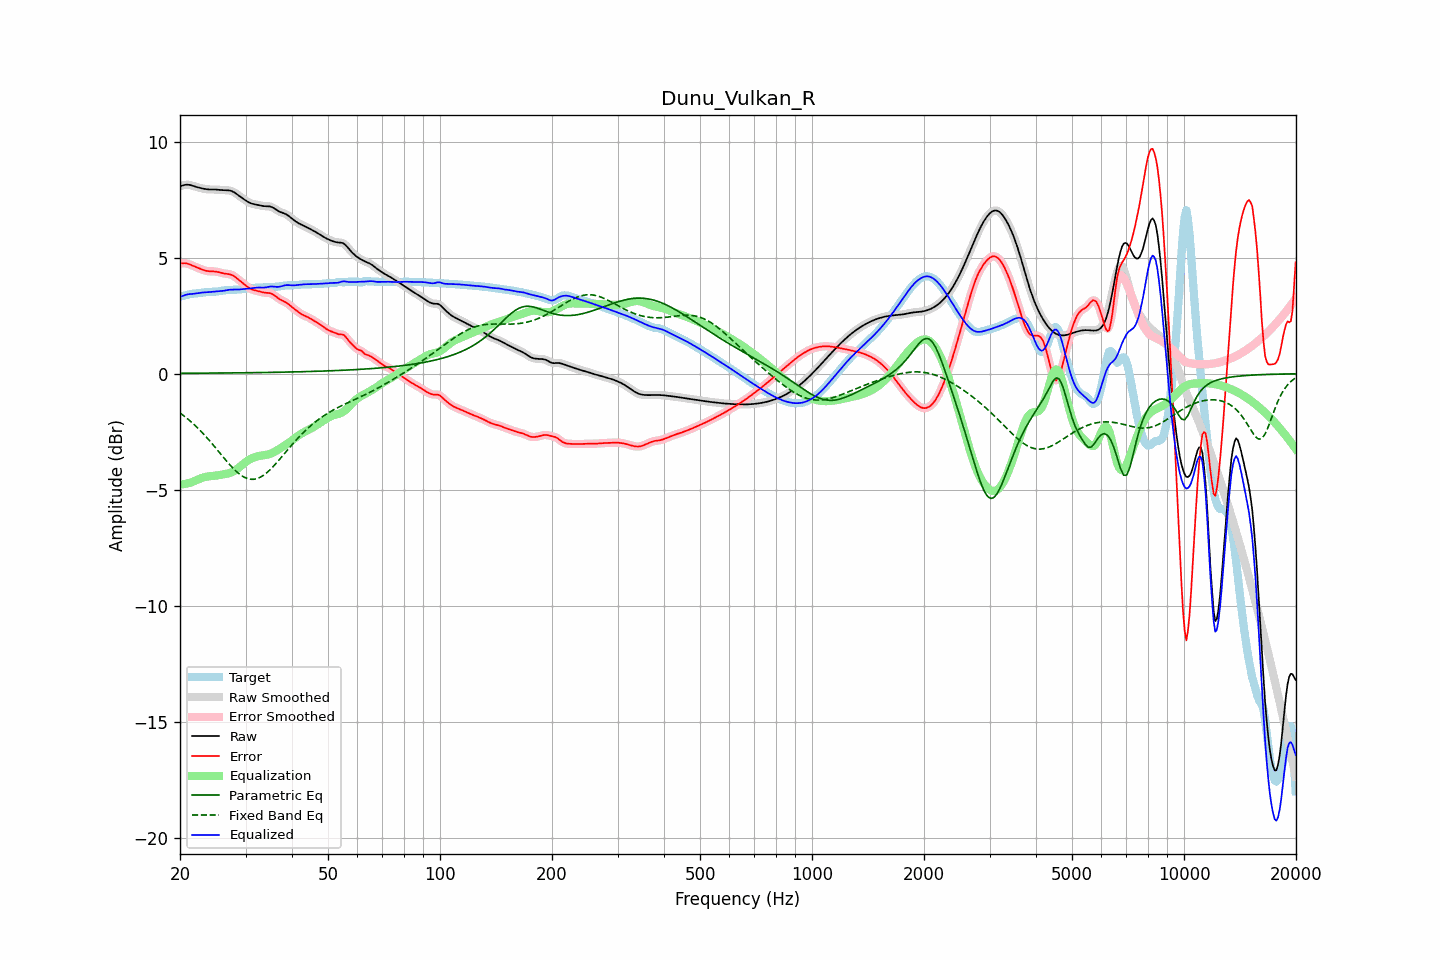 Dunu_Vulkan_R
10
5
0
−5
−10
−15
−20
Amplitude (dBr)
Target
Raw Smoothed
Error Smoothed
Raw
Error
Equalization
Parametric Eq
Fixed Band Eq
Equalized
20
50
100
200
500
1000
2000
5000
10000
20000
Frequency (Hz)